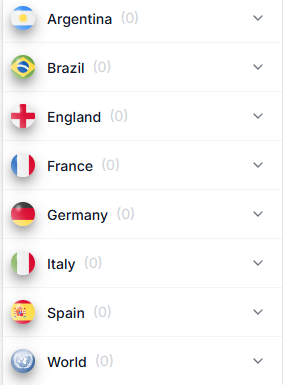 Argentina (0)
Brazil (0)
England (0)
France (0)
Germany (0)
Italy (0)
Spain (0)
World (0)